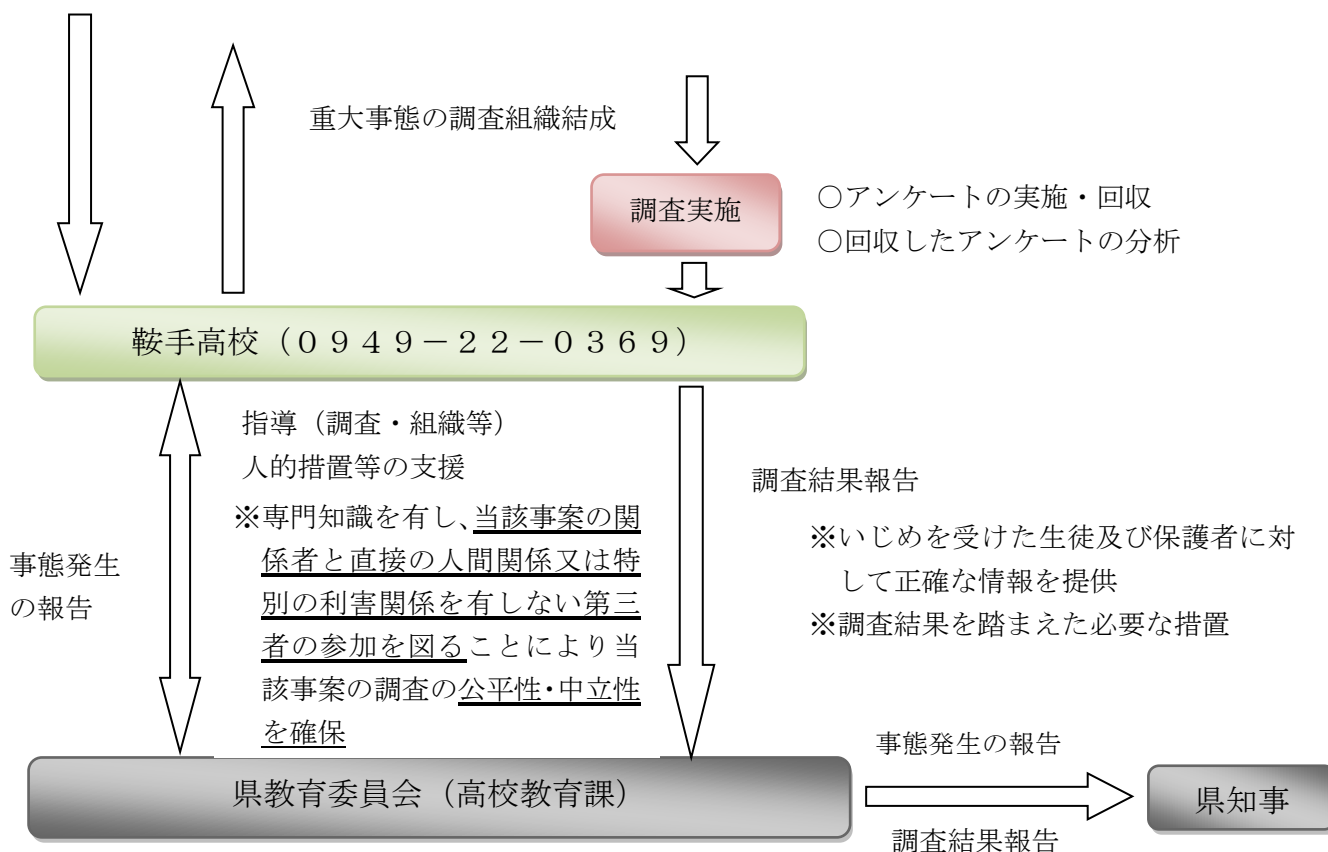 重大事態の調査組織結成
調査実施
○アンケートの実施・回収
○回収したアンケートの分析
鞍手高校（０９４９－２２－０３６９）
指導（調査・組織等）
人的措置等の支援
※専門知識を有し、当該事案の関
係者と直接の人間関係又は特
別の利害関係を有しない第三
者の参加を図ることにより当
該事案の調査の公平性・中立性
を確保
事態発生
の報告
調査結果報告
※いじめを受けた生徒及び保護者に対
して正確な情報を提供
※調査結果を踏まえた必要な措置
県教育委員会（高校教育課）
事態発生の報告
調査結果報告
県知事